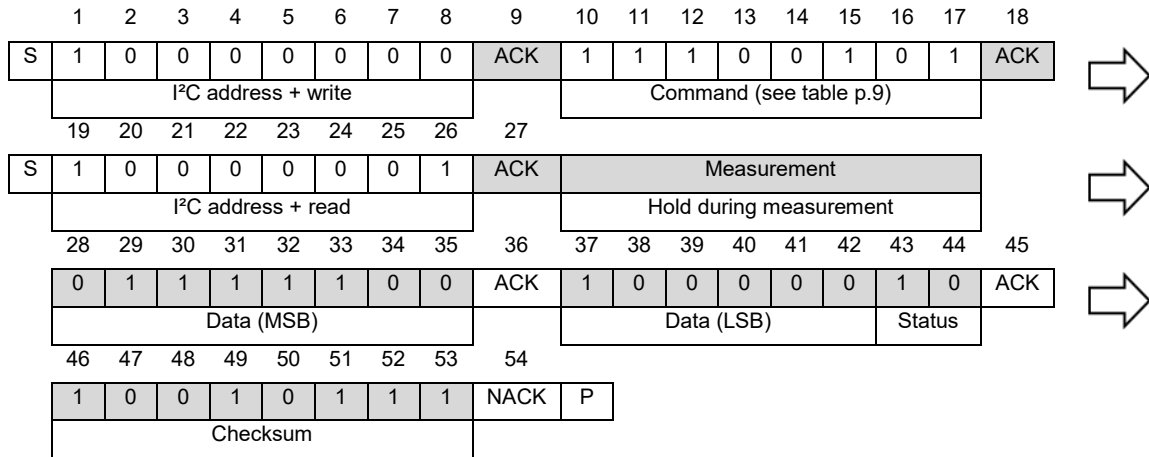 1 2 3 4 5 6 7 8 9 10 11 12 13 14 15 16 17 18
S 1 0 0 0 0 0 0 0 ACK 1 1 1 0 0 1 0 1 ACK
I²C address + write Command (see table p.9)
19 20 21 22 23 24 25 26 27
S 1 0 0 0 0 0 0 1 ACK Measurement
I²C address + read Hold during measurement
28 29 30 31 32 33 34 35 36 37 38 39 40 41 42 43 44 45
0 1 1 1 1 1 0 0 ACK 1 0 0 0 0 0 1 0 ACK
Data (MSB) Data (LSB) Status
46 47 48 49 50 51 52 53 54
1 0 0 1 0 1 1 1 NACK P
Checksum